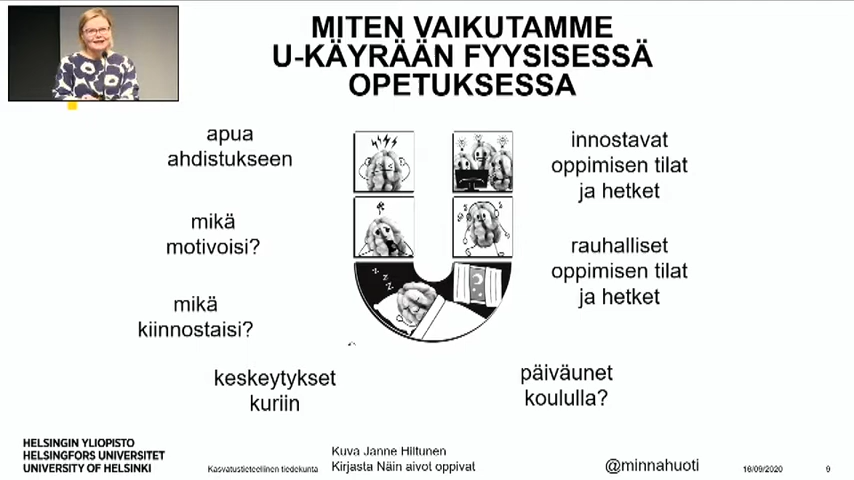 MITEN VAIKUTAMME
U-KÄYRÄÄN FYYSISESSÄ
OPETUKSESSA
apua
ahdistukseen
mikä
motivoisi?
mikä
kiinnostaisi?
keskeytykset
kuriin
innostavat
oppimisen tilat
ja hetket
rauhalliset
oppimisen tilat
ja hetket
päiväunet
koululla?
HELSINGIN YLIOPISTO
HELSINGFORS UNIVERSITET
UNIVERSITY OF HELSINKI
Kasvatustieteellinen tiedekunta
Kuva Janne Hiltunen
Kirjasta Näin aivot oppivat
@minnahuoti
16/09/2020
9